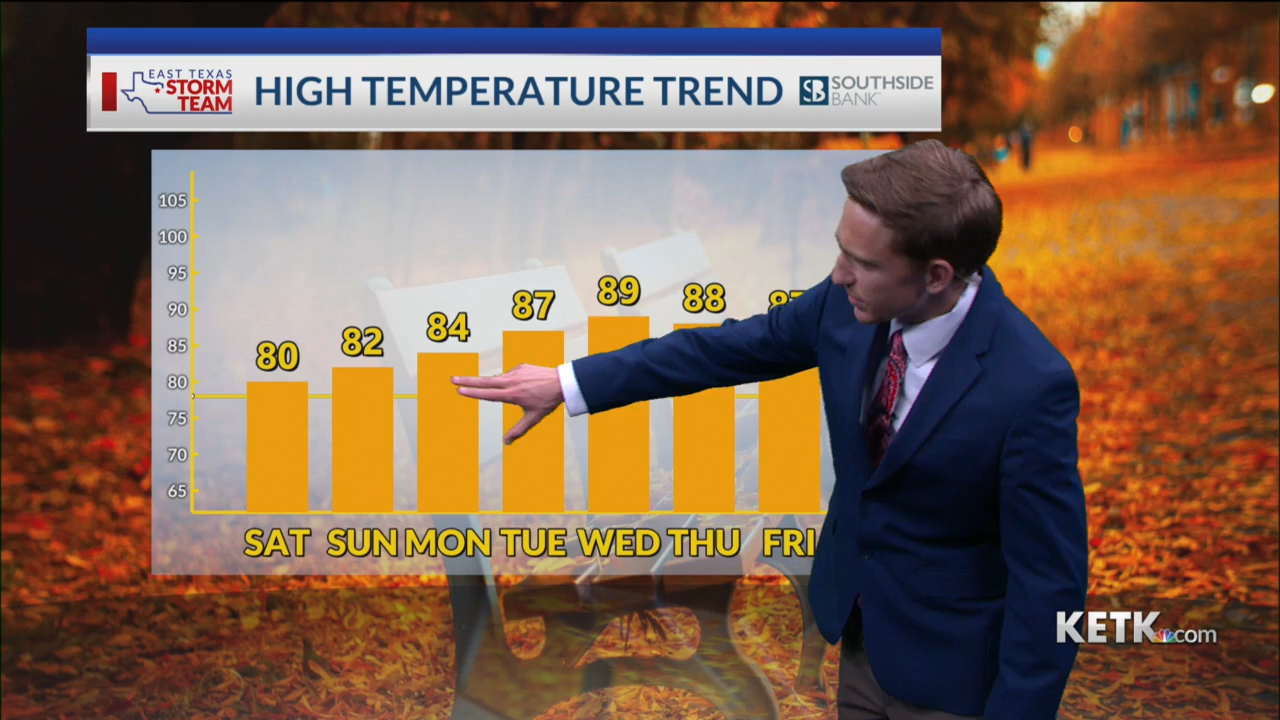 EAST TEXAS
STORM
TEAM
HIGH TEMPERATURE TREND
SB SOUTHSIDE
BANK
105
100
95
90
85
80
75
70
65
80 82 84 87 89 88
SAT SUN MON TUE WED THU FRI
KETK.com